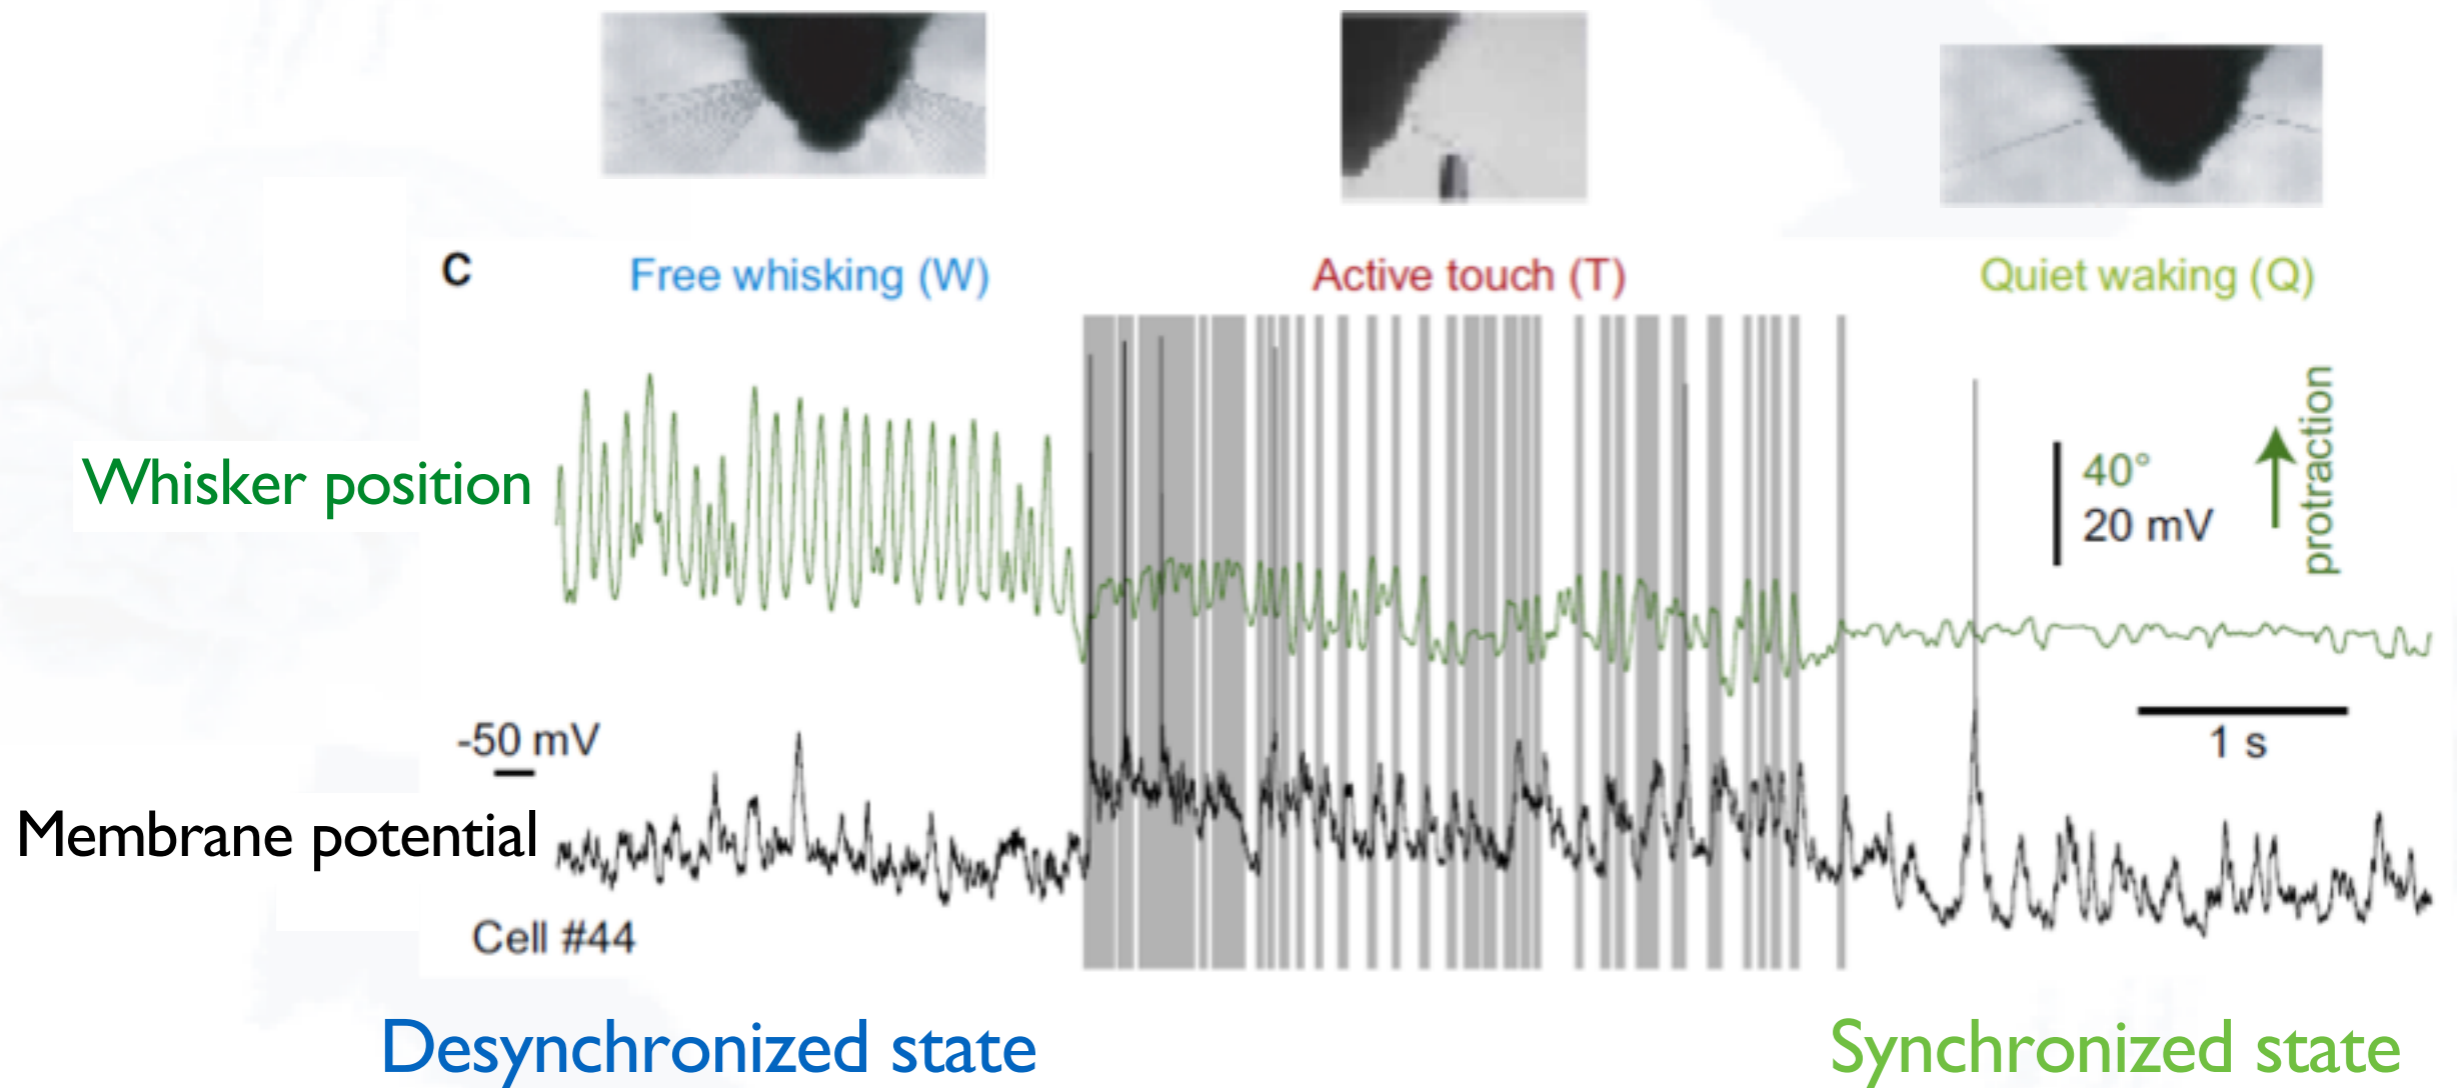 C
Free whisking (W)
Active touch (T)
Quiet waking (Q)
Whisker position
40°
20 mV
protraction
-50 mV
1 s
Membrane potential
Cell #44
Desynchronized state
Synchronized state